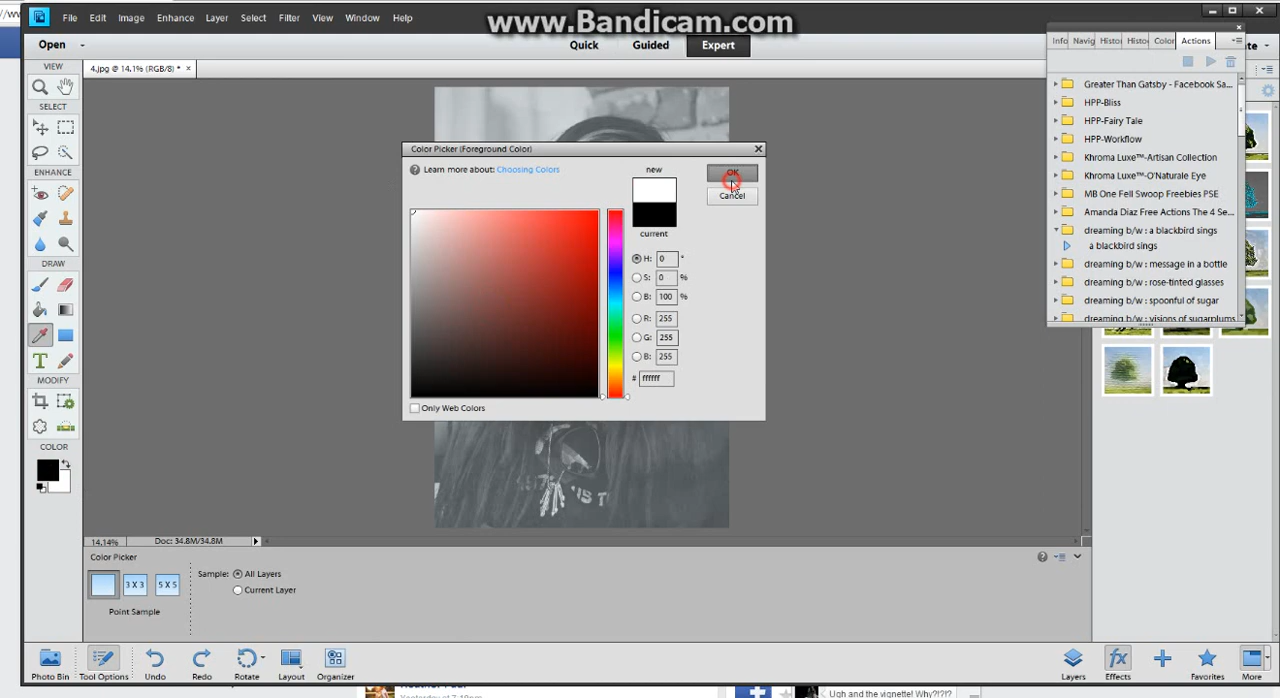 www.Bandicam.com
File Edit Image Enhance Layer Select Filter View Window Help
Open
Quick Guided Expert
4.jpg @ 14.1% (RGB/8) * ×
VIEW
SELECT
ENHANCE
DRAW
MODIFY
COLOR
Color Picker (Foreground Color)
Learn more about: Choosing Colors
new
current
OK
Cancel
H: 0 °
S: 0 %
B: 100 %
R: 255
G: 255
B: 255
# ffffff
Only Web Colors
Info Navig Histo Histo Color Actions
Greater Than Gatsby - Facebook Sa...
HPP-Bliss
HPP-Fairy Tale
HPP-Workflow
Khroma Luxe™-Artisan Collection
Khroma Luxe™-O'Naturale Eye
MB One Fell Swoop Freebies PSE
Amanda Diaz Free Actions The 4 Se...
dreaming b/w : a blackbird sings
a blackbird sings
dreaming b/w : message in a bottle
dreaming b/w : rose-tinted glasses
dreaming b/w : spoonful of sugar
dreaming b/w : visions of sugarplums
14.14% Doc: 34.8M/34.8M
Color Picker
3 X 3 5 X 5
Point Sample
Sample: All Layers
Current Layer
Photo Bin Tool Options Undo Redo Rotate Layout Organizer
Layers Effects Favorites More
fx
Yesterday at 7:49pm
Ugh and the vignette! Why?!?!?